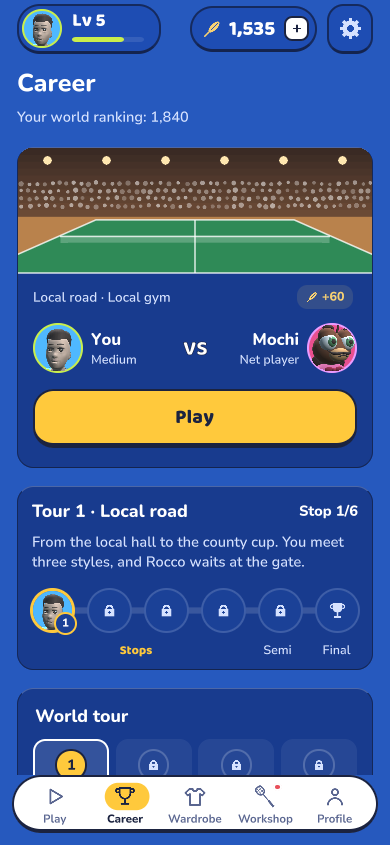 Lv 5
1,535
+
Career
Your world ranking: 1,840
Local road · Local gym
+60
You
Medium
VS
Mochi
Net player
Play
Tour 1 · Local road
Stop 1/6
From the local hall to the county cup. You meet
three styles, and Rocco waits at the gate.
1
Stops
Semi
Final
World tour
1
Play
Career
Wardrobe
Workshop
Profile